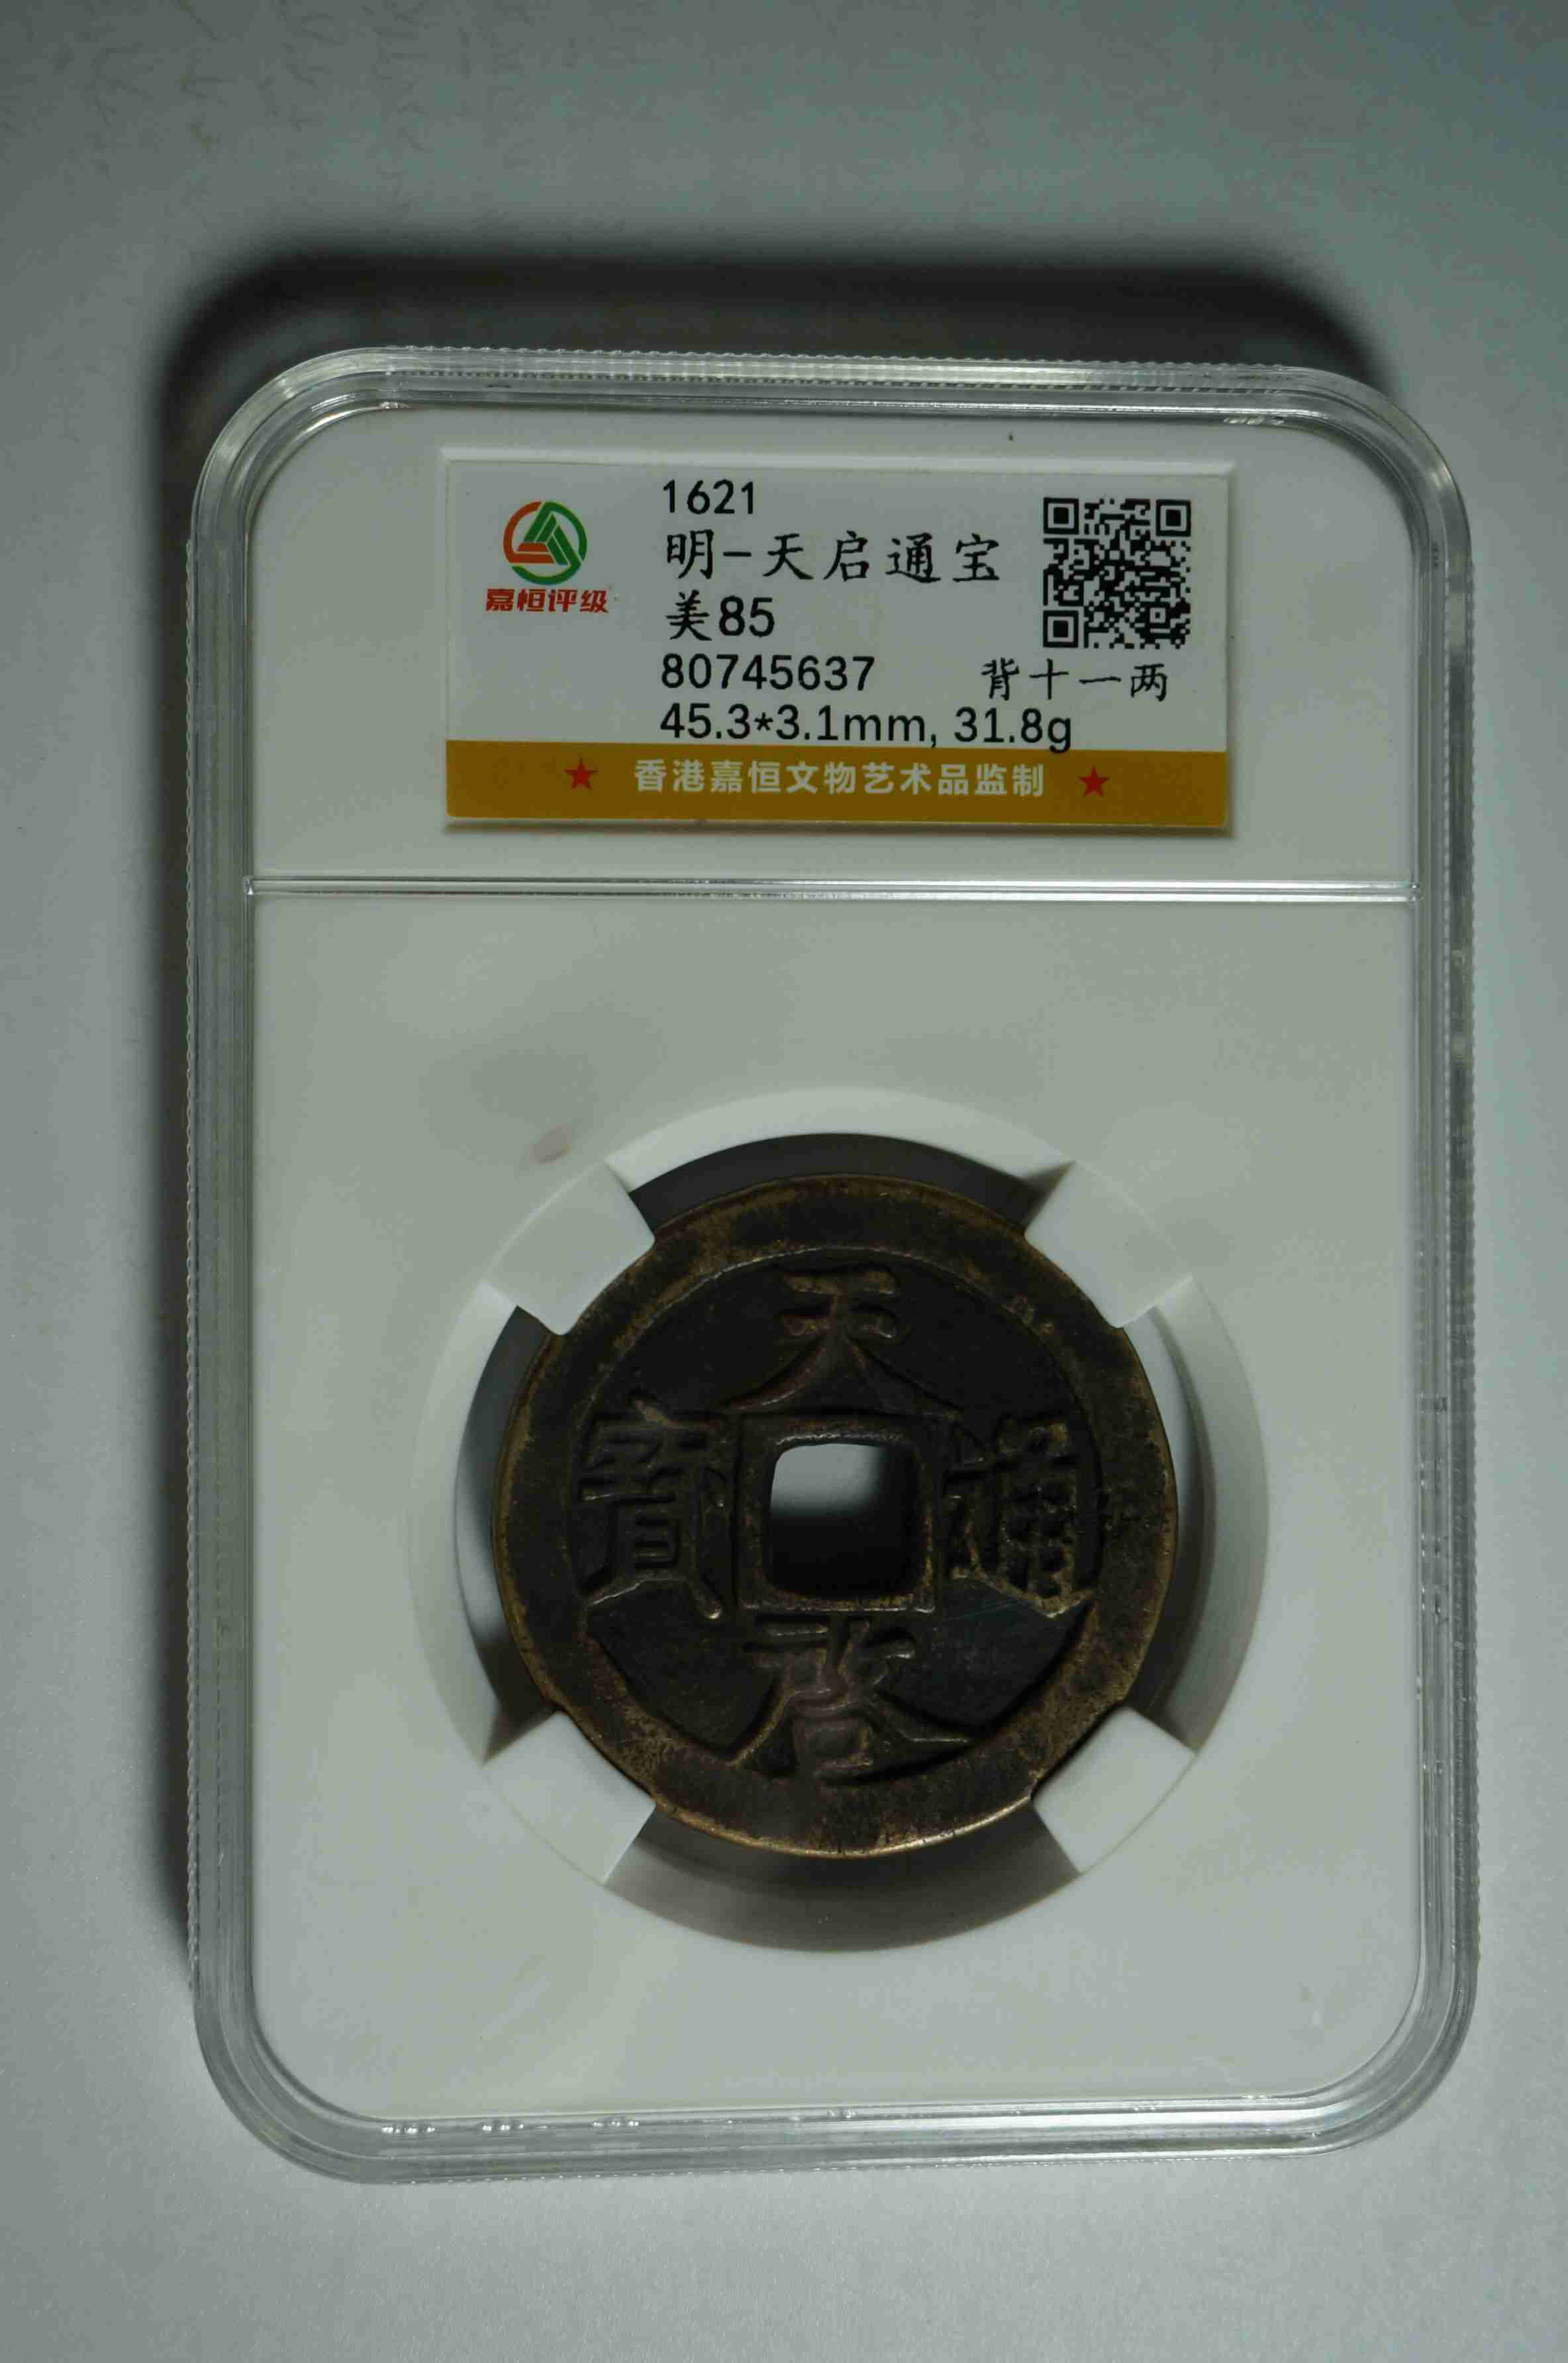 1621
明-天启通宝
美85
嘉恒评级
80745637 背十一两
45.3*3.1mm, 31.8g
香港嘉恒文物艺术品监制
天
寶 通
啓